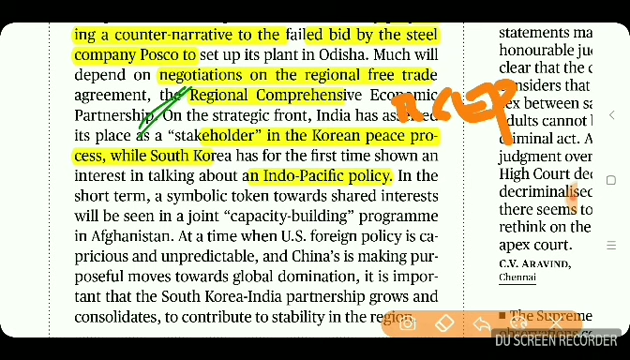 ing a counter-narrative to the failed bid by the steel
company Posco to set up its plant in Odisha. Much will
depend on negotiations on the regional free trade
agreement, the Regional Comprehensive Economic
Partnership. On the strategic front, India has assumed
its place as a “stakeholder” in the Korean peace pro-
cess, while South Korea has for the first time shown an
interest in talking about an Indo-Pacific policy. In the
short term, a symbolic token towards shared interests
will be seen in a joint “capacity-building” programme
in Afghanistan. At a time when U.S. foreign policy is ca-
pricious and unpredictable, and China’s is making pur-
poseful moves towards global domination, it is impor-
tant that the South Korea-India partnership grows and
consolidates, to contribute to stability in the region.
RCEP
statements ma
honourable
clear that the
considers that
sex between sa
adults cannot b
criminal act. A
judgment over
High Court dec
decriminalised
there seems to
rethink on the
apex court.
C.V. ARAVIND,
Chennai
■ The Supreme
DU SCREEN RECORDER